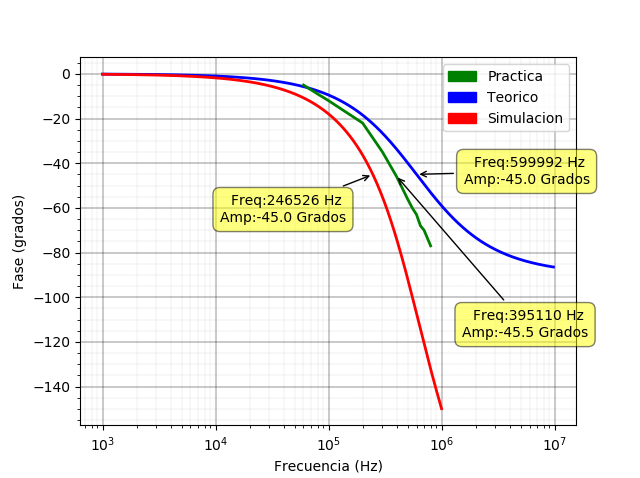 Practica
Teorico
Simulacion
Freq:599992 Hz
Amp:-45.0 Grados
Freq:246526 Hz
Amp:-45.0 Grados
Freq:395110 Hz
Amp:-45.5 Grados
Fase (grados)
0
−20
−40
−60
−80
−100
−120
−140
10³
10⁴
10⁵
10⁶
10⁷
Frecuencia (Hz)